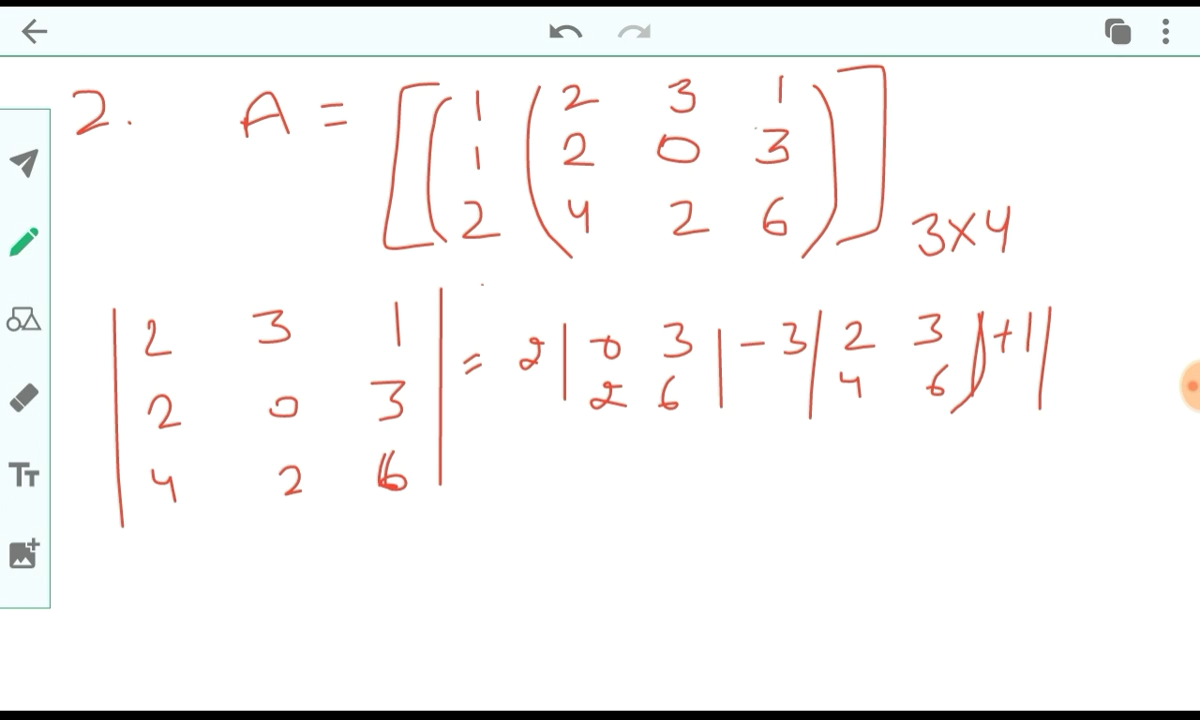 2. A = [( 1 ( 2 3 1 ) ]
1 2 0 3
2 4 2 6
3×4
| 2 3 1 | = 2 | 0 3 | - 3 | 2 3 | + 1 |
2 0 3 2 6 4 6
4 2 6
TT